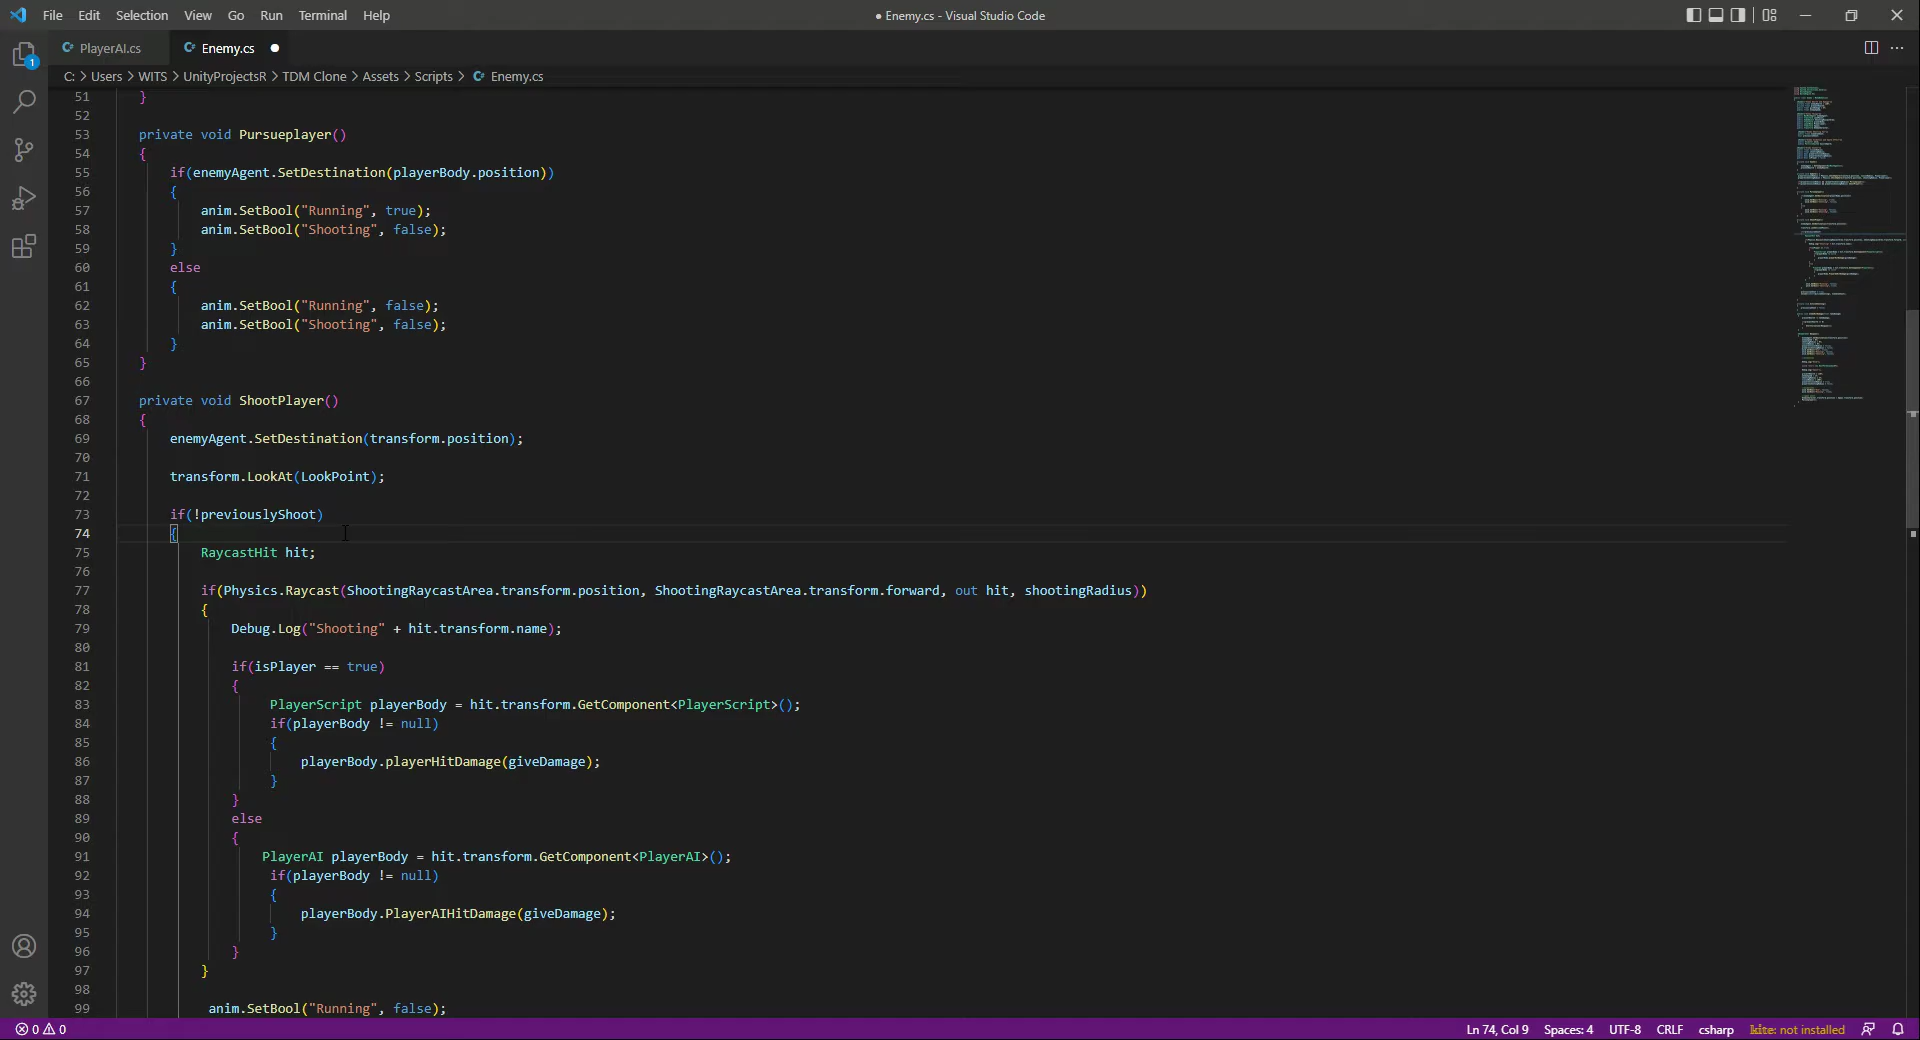 File Edit Selection View Go Run Terminal Help ● Enemy.cs - Visual Studio Code
PlayerAI.cs Enemy.cs ●
C: > Users > WITS > UnityProjectsR > TDM Clone > Assets > Scripts > Enemy.cs
1
51 }
52
53 private void Pursueplayer()
54 {
55 if(enemyAgent.SetDestination(playerBody.position))
56 {
57 anim.SetBool("Running", true);
58 anim.SetBool("Shooting", false);
59 }
60 else
61 {
62 anim.SetBool("Running", false);
63 anim.SetBool("Shooting", false);
64 }
65 }
66
67 private void ShootPlayer()
68 {
69 enemyAgent.SetDestination(transform.position);
70
71 transform.LookAt(LookPoint);
72
73 if(!previouslyShoot)
74 {
75 RaycastHit hit;
76
77 if(Physics.Raycast(ShootingRaycastArea.transform.position, ShootingRaycastArea.transform.forward, out hit, shootingRadius))
78 {
79 Debug.Log("Shooting" + hit.transform.name);
80
81 if(isPlayer == true)
82 {
83 PlayerScript playerBody = hit.transform.GetComponent<PlayerScript>();
84 if(playerBody != null)
85 {
86 playerBody.playerHitDamage(giveDamage);
87 }
88 }
89 else
90 {
91 PlayerAI playerBody = hit.transform.GetComponent<PlayerAI>();
92 if(playerBody != null)
93 {
94 playerBody.PlayerAIHitDamage(giveDamage);
95 }
96 }
97 }
98
99 anim.SetBool("Running", false);
0 0 Ln 74, Col 9 Spaces: 4 UTF-8 CRLF csharp kite: not installed